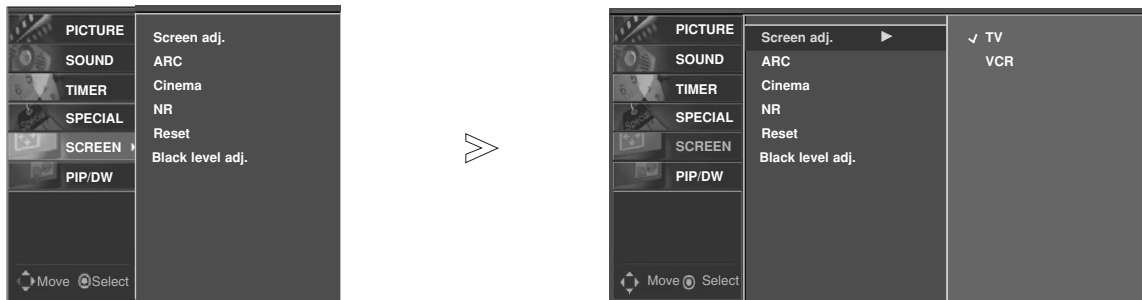 PICTURE
SOUND
TIMER
SPECIAL
SCREEN
PIP/DW
Move Select
Screen adj.
ARC
Cinema
NR
Reset
Black level adj.
PICTURE
SOUND
TIMER
SPECIAL
SCREEN
PIP/DW
Move Select
Screen adj.
ARC
Cinema
NR
Reset
Black level adj.
TV
VCR